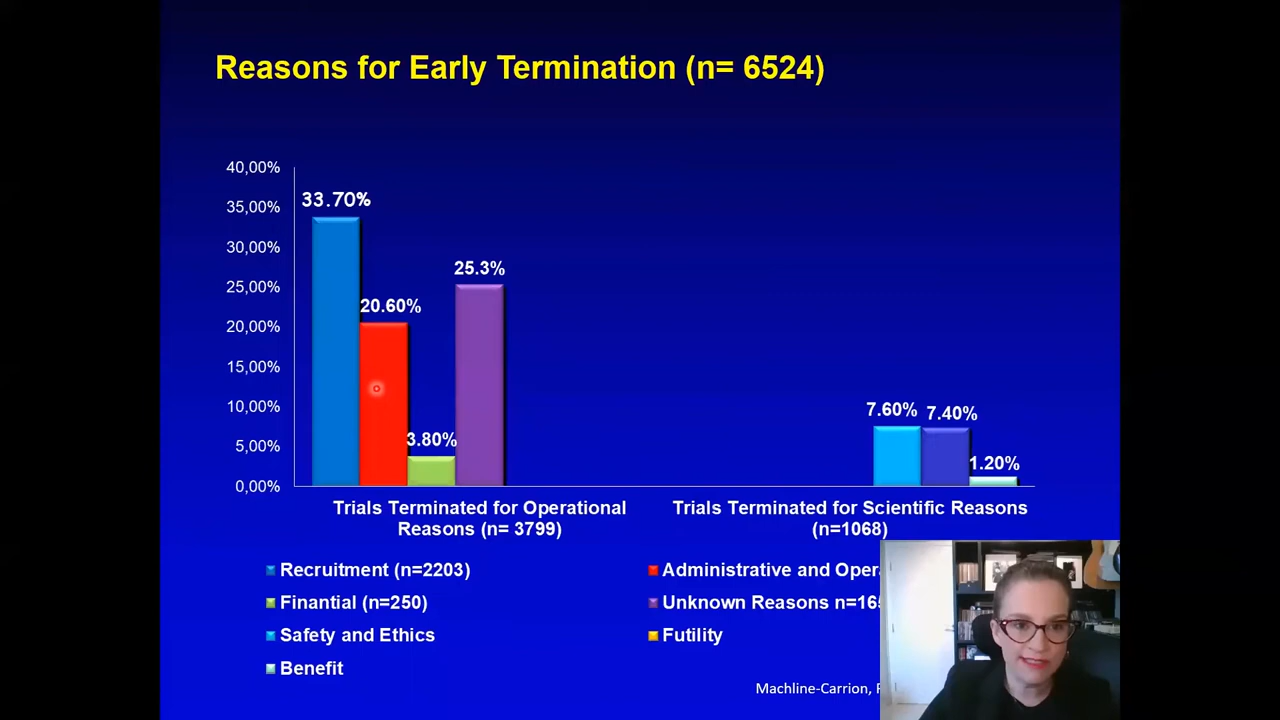 Reasons for Early Termination (n= 6524)
40,00%
35,00%
30,00%
25,00%
20,00%
15,00%
10,00%
5,00%
0,00%
33.70%
20.60%
3.80%
25.3%
7.60%
7.40%
1.20%
Trials Terminated for Operational
Reasons (n= 3799)
Trials Terminated for Scientific Reasons
(n=1068)
Recruitment (n=2203)
Administrative and
Finantial (n=250)
Unknown Reasons
Safety and Ethics
Futility
Benefit
Machline-Carrion,